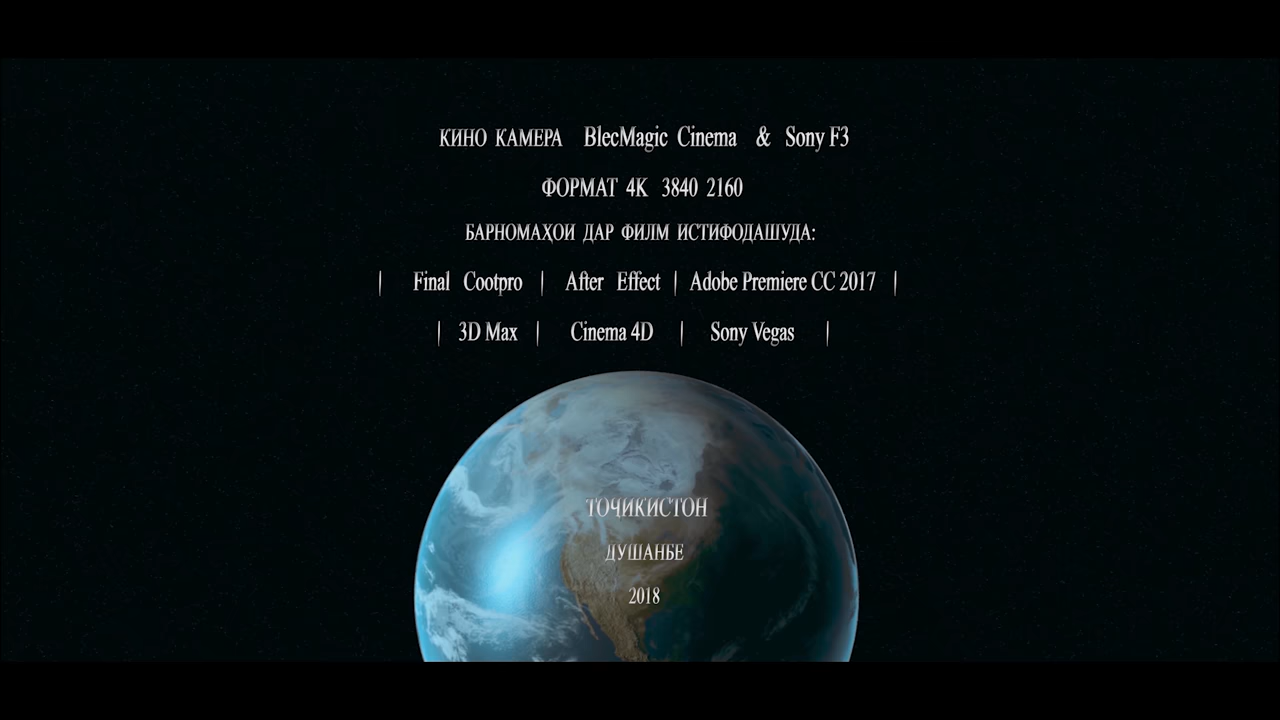 КИНО КАМЕРА BlecMagic Cinema & Sony F3
ФОРМАТ 4K 3840 2160
БАРНОМАҲОИ ДАР ФИЛМ ИСТИФОДАШУДА:
| Final Cootpro | After Effect | Adobe Premiere CC 2017 |
| 3D Max | Cinema 4D | Sony Vegas |
ТОҶИКИСТОН
ДУШАНБЕ
2018